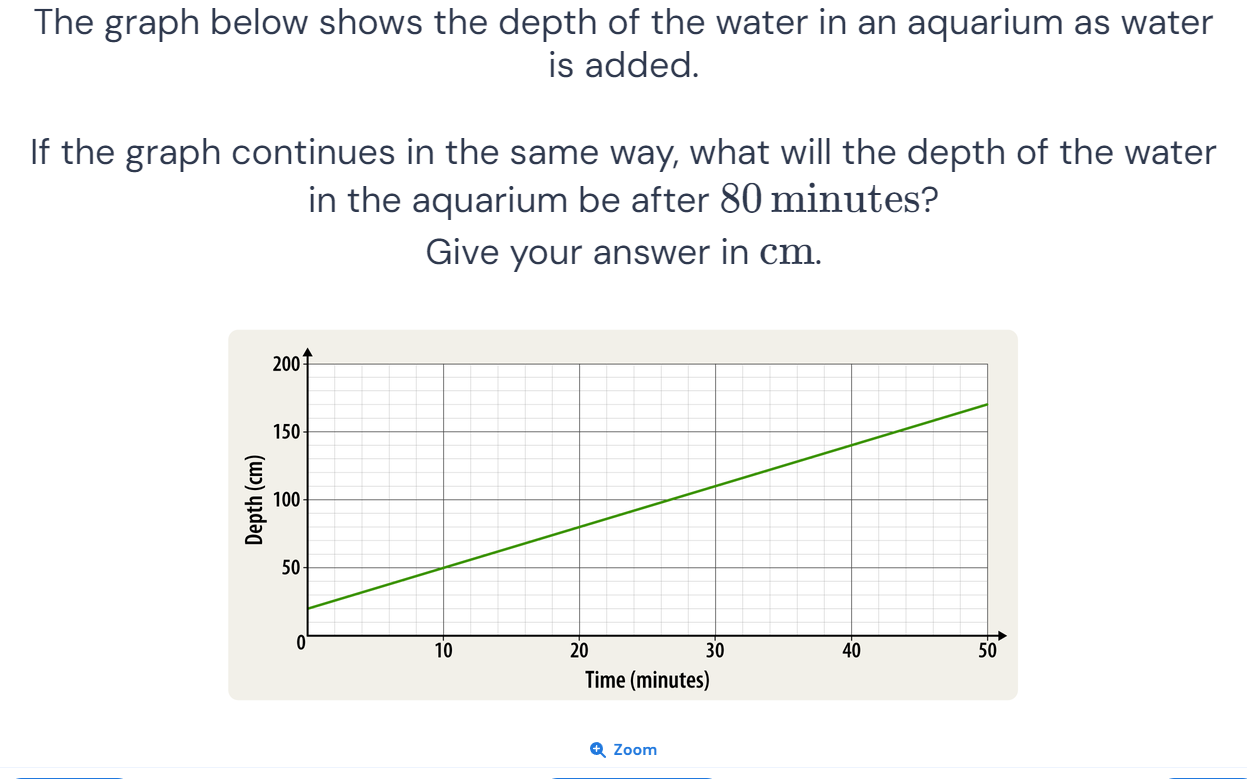 The graph below shows the depth of the water in an aquarium as water
is added.
If the graph continues in the same way, what will the depth of the water
in the aquarium be after 80 minutes?
Give your answer in cm.
200
150
100
50
0
Depth (cm)
10 20 30 40 50
Time (minutes)
Zoom